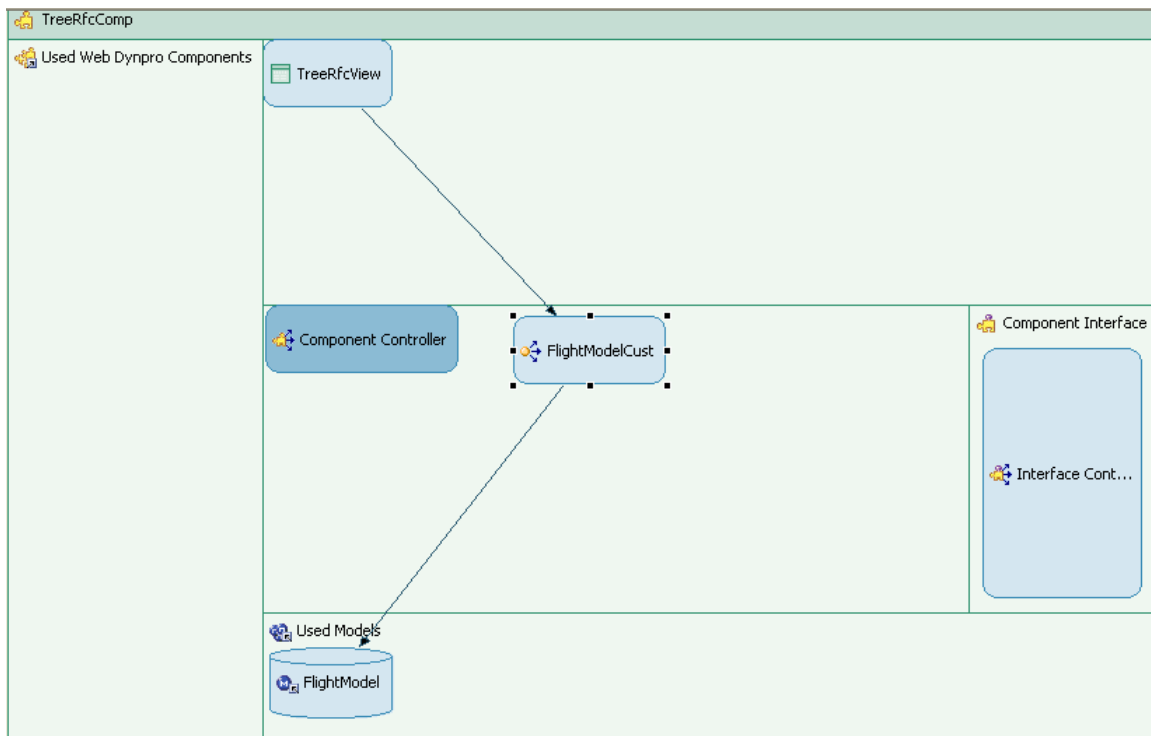 TreeRfcComp
Used Web Dynpro Components
TreeRfcView
Component Controller
FlightModelCust
Component Interface
Interface Cont...
Used Models
FlightModel